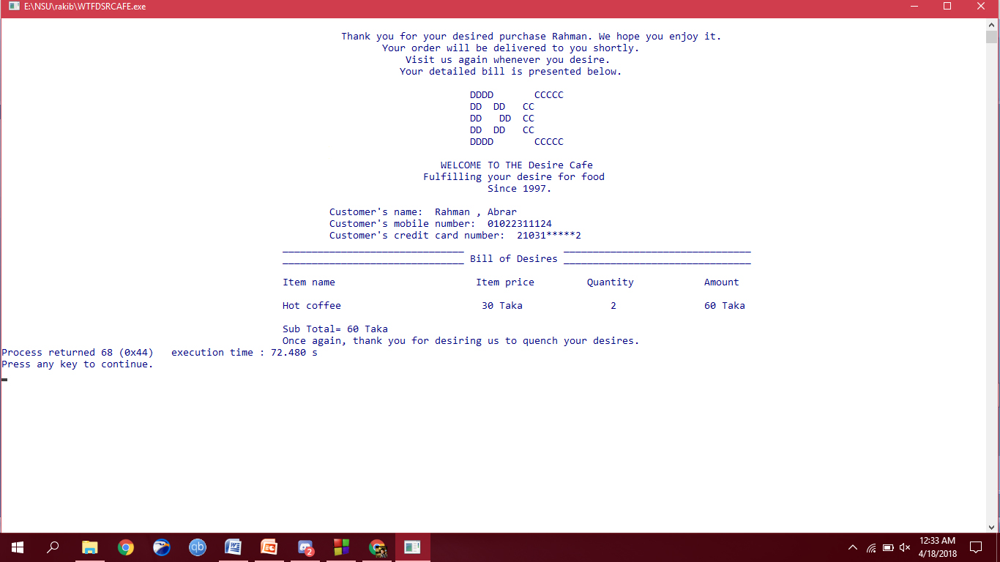 E:\NSU\rakib\WTFDSRCAFE.exe
Thank you for your desired purchase Rahman. We hope you enjoy it.
Your order will be delivered to you shortly.
Visit us again whenever you desire.
Your detailed bill is presented below.
DDDD       CCCCC
DD  DD   CC
DD   DD  CC
DD  DD   CC
DDDD       CCCCC
WELCOME TO THE Desire Cafe
Fulfilling your desire for food
Since 1997.
Customer's name:  Rahman , Abrar
Customer's mobile number:  01022311124
Customer's credit card number:  21031*****2
_______________________________ Bill of Desires ________________________________
Item name Item price Quantity Amount
Hot coffee 30 Taka 2 60 Taka
Sub Total= 60 Taka
Once again, thank you for desiring us to quench your desires.
Process returned 68 (0x44)   execution time : 72.480 s
Press any key to continue.
qb
2
12:33 AM
4/18/2018